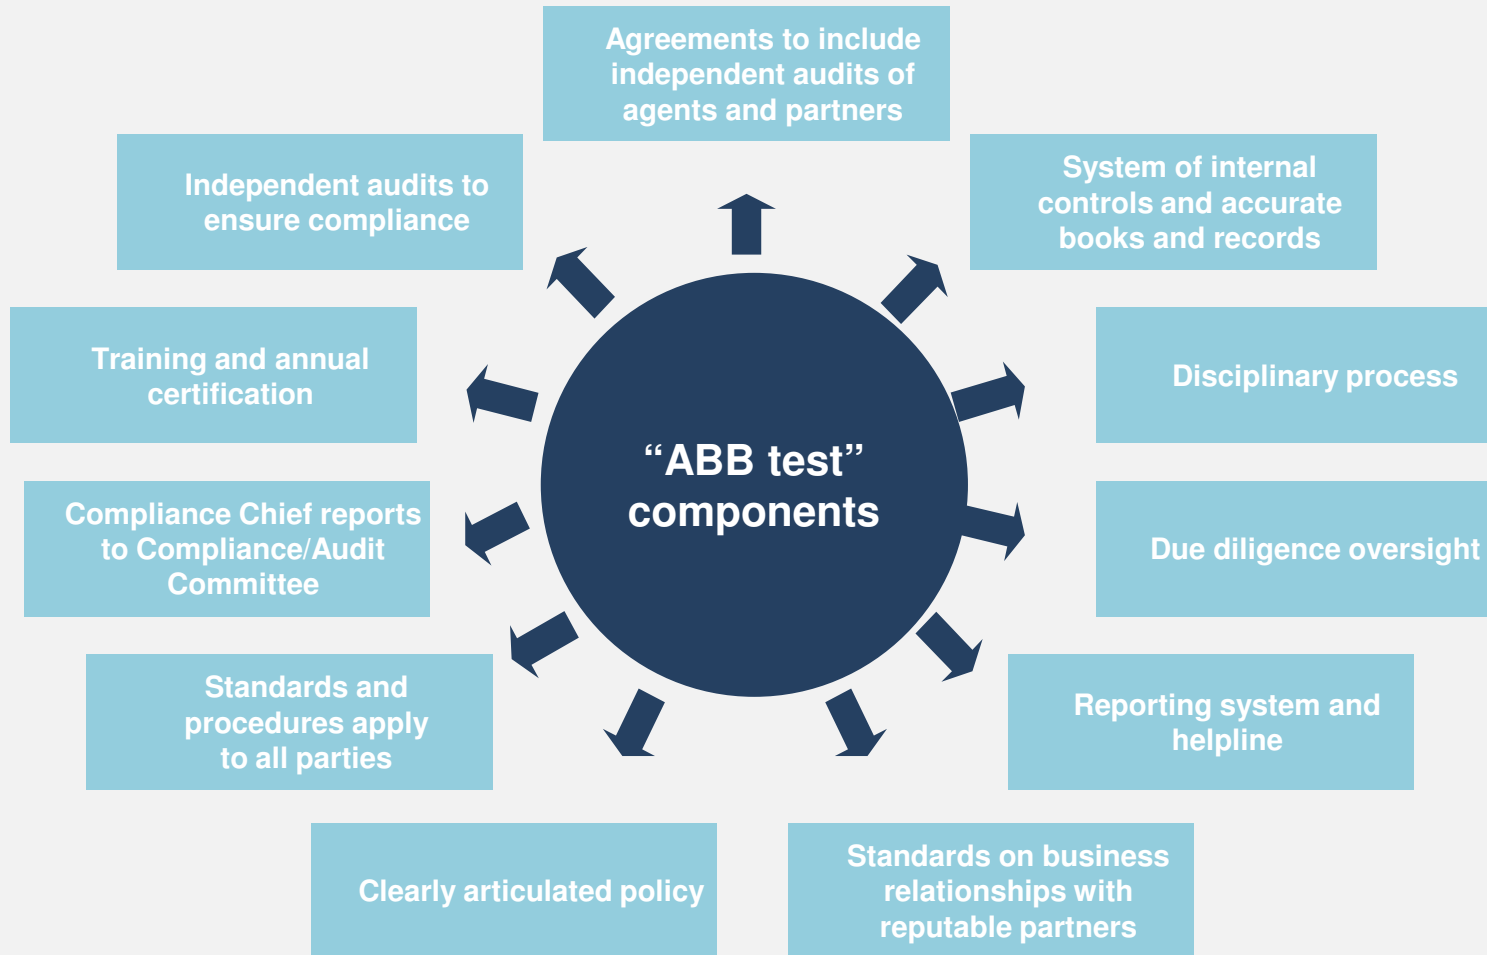 Agreements to include
independent audits of
agents and partners
Independent audits to
ensure compliance
System of internal
controls and accurate
books and records
Training and annual
certification
Disciplinary process
“ABB test”
components
Compliance Chief reports
to Compliance/Audit
Committee
Due diligence oversight
Standards and
procedures apply
to all parties
Reporting system and
helpline
Clearly articulated policy
Standards on business
relationships with
reputable partners